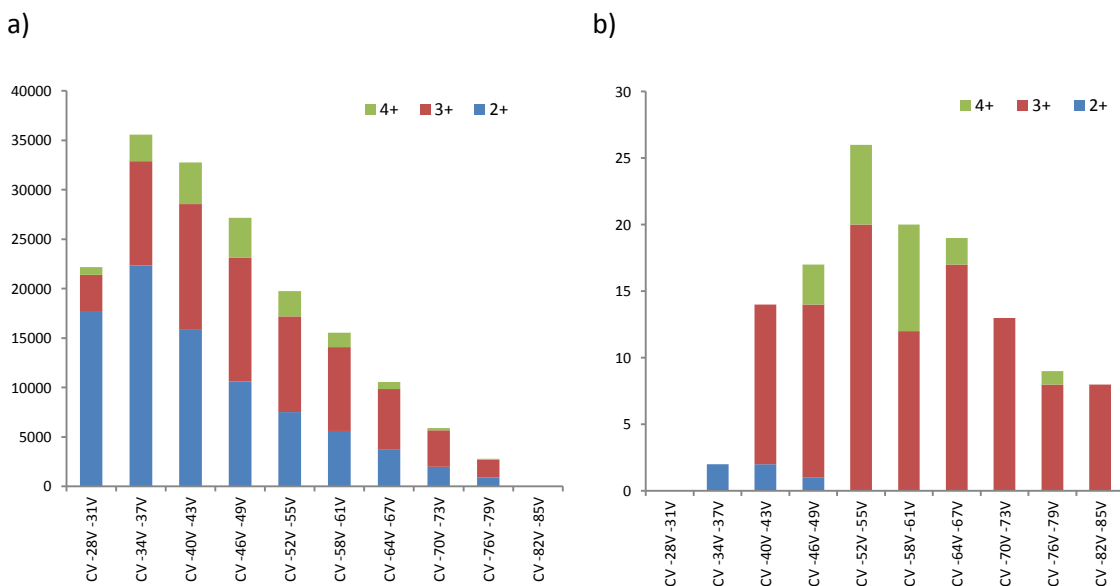 a)
4+ 3+ 2+
40000
35000
30000
25000
20000
15000
10000
5000
0
CV -28V -31V
CV -34V -37V
CV -40V -43V
CV -46V -49V
CV -52V -55V
CV -58V -61V
CV -64V -67V
CV -70V -73V
CV -76V -79V
CV -82V -85V
b)
4+ 3+ 2+
30
25
20
15
10
5
0
CV -28V -31V
CV -34V -37V
CV -40V -43V
CV -46V -49V
CV -52V -55V
CV -58V -61V
CV -64V -67V
CV -70V -73V
CV -76V -79V
CV -82V -85V